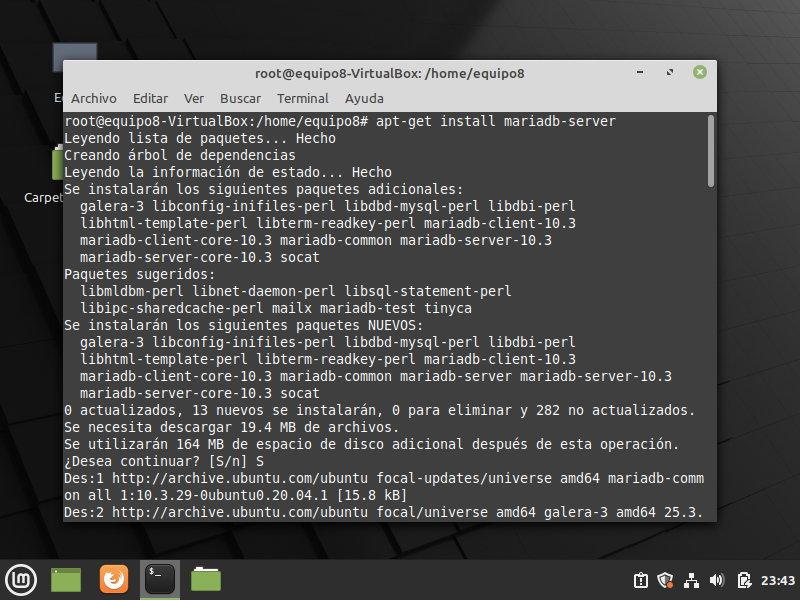 root@equipo8-VirtualBox: /home/equipo8
Archivo Editar Ver Buscar Terminal Ayuda
root@equipo8-VirtualBox:/home/equipo8# apt-get install mariadb-server
Leyendo lista de paquetes... Hecho
Creando árbol de dependencias
Leyendo la información de estado... Hecho
Se instalarán los siguientes paquetes adicionales:
galera-3 libconfig-inifiles-perl libdbd-mysql-perl libdbi-perl
libhtml-template-perl libterm-readkey-perl mariadb-client-10.3
mariadb-client-core-10.3 mariadb-common mariadb-server-10.3
mariadb-server-core-10.3 socat
Paquetes sugeridos:
libmldbm-perl libnet-daemon-perl libsql-statement-perl
libipc-sharedcache-perl mailx mariadb-test tinyca
Se instalarán los siguientes paquetes NUEVOS:
galera-3 libconfig-inifiles-perl libdbd-mysql-perl libdbi-perl
libhtml-template-perl libterm-readkey-perl mariadb-client-10.3
mariadb-client-core-10.3 mariadb-common mariadb-server mariadb-server-10.3
mariadb-server-core-10.3 socat
0 actualizados, 13 nuevos se instalarán, 0 para eliminar y 282 no actualizados.
Se necesita descargar 19.4 MB de archivos.
Se utilizarán 164 MB de espacio de disco adicional después de esta operación.
¿Desea continuar? [S/n] S
Des:1 http://archive.ubuntu.com/ubuntu focal-updates/universe amd64 mariadb-comm
on all 1:10.3.29-0ubuntu0.20.04.1 [15.8 kB]
Des:2 http://archive.ubuntu.com/ubuntu focal/universe amd64 galera-3 amd64 25.3.
Carpet
23:43